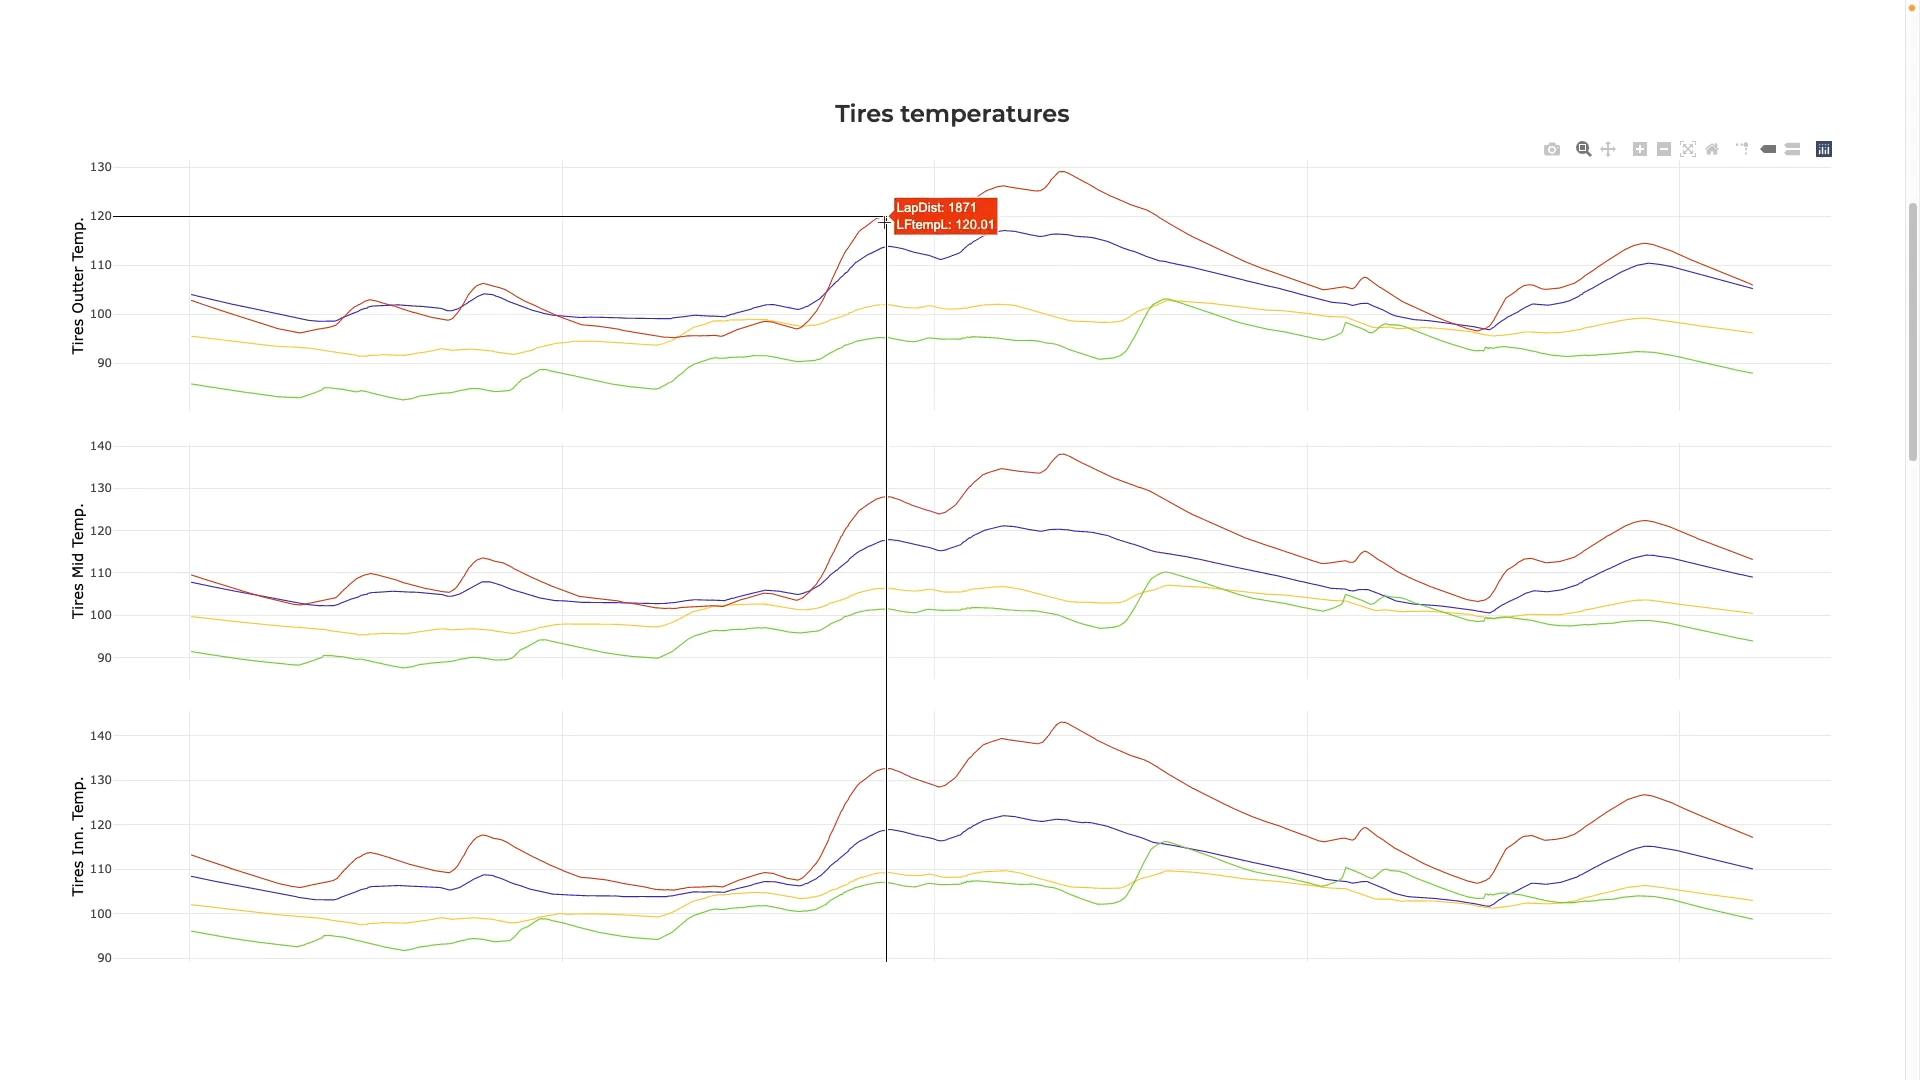 Tires temperatures
130
120
110
100
90
Tires Outter Temp.
LapDist: 1871
LFtempL: 120.01
140
130
120
110
100
90
Tires Mid Temp.
140
130
120
110
100
90
Tires Inn. Temp.